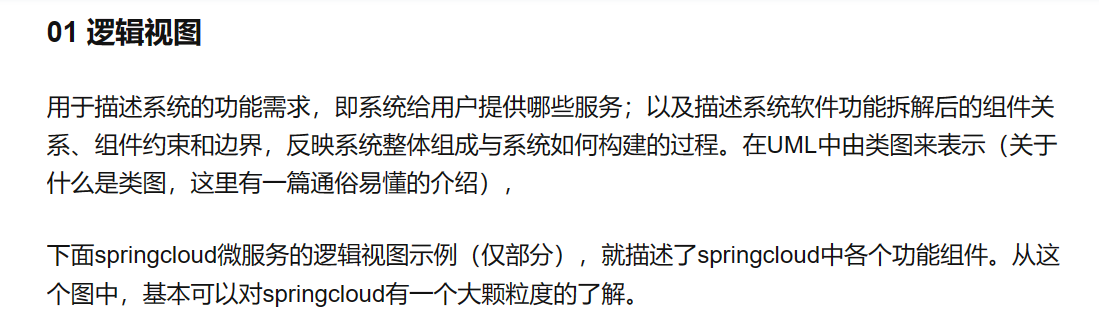 01 逻辑视图
用于描述系统的功能需求，即系统给用户提供哪些服务；以及描述系统软件功能拆解后的组件关
系、组件约束和边界，反映系统整体组成与系统如何构建的过程。在UML中由类图来表示（关于
什么是类图，这里有一篇通俗易懂的介绍），
下面springcloud微服务的逻辑视图示例（仅部分），就描述了springcloud中各个功能组件。从这
个图中，基本可以对springcloud有一个大颗粒度的了解。